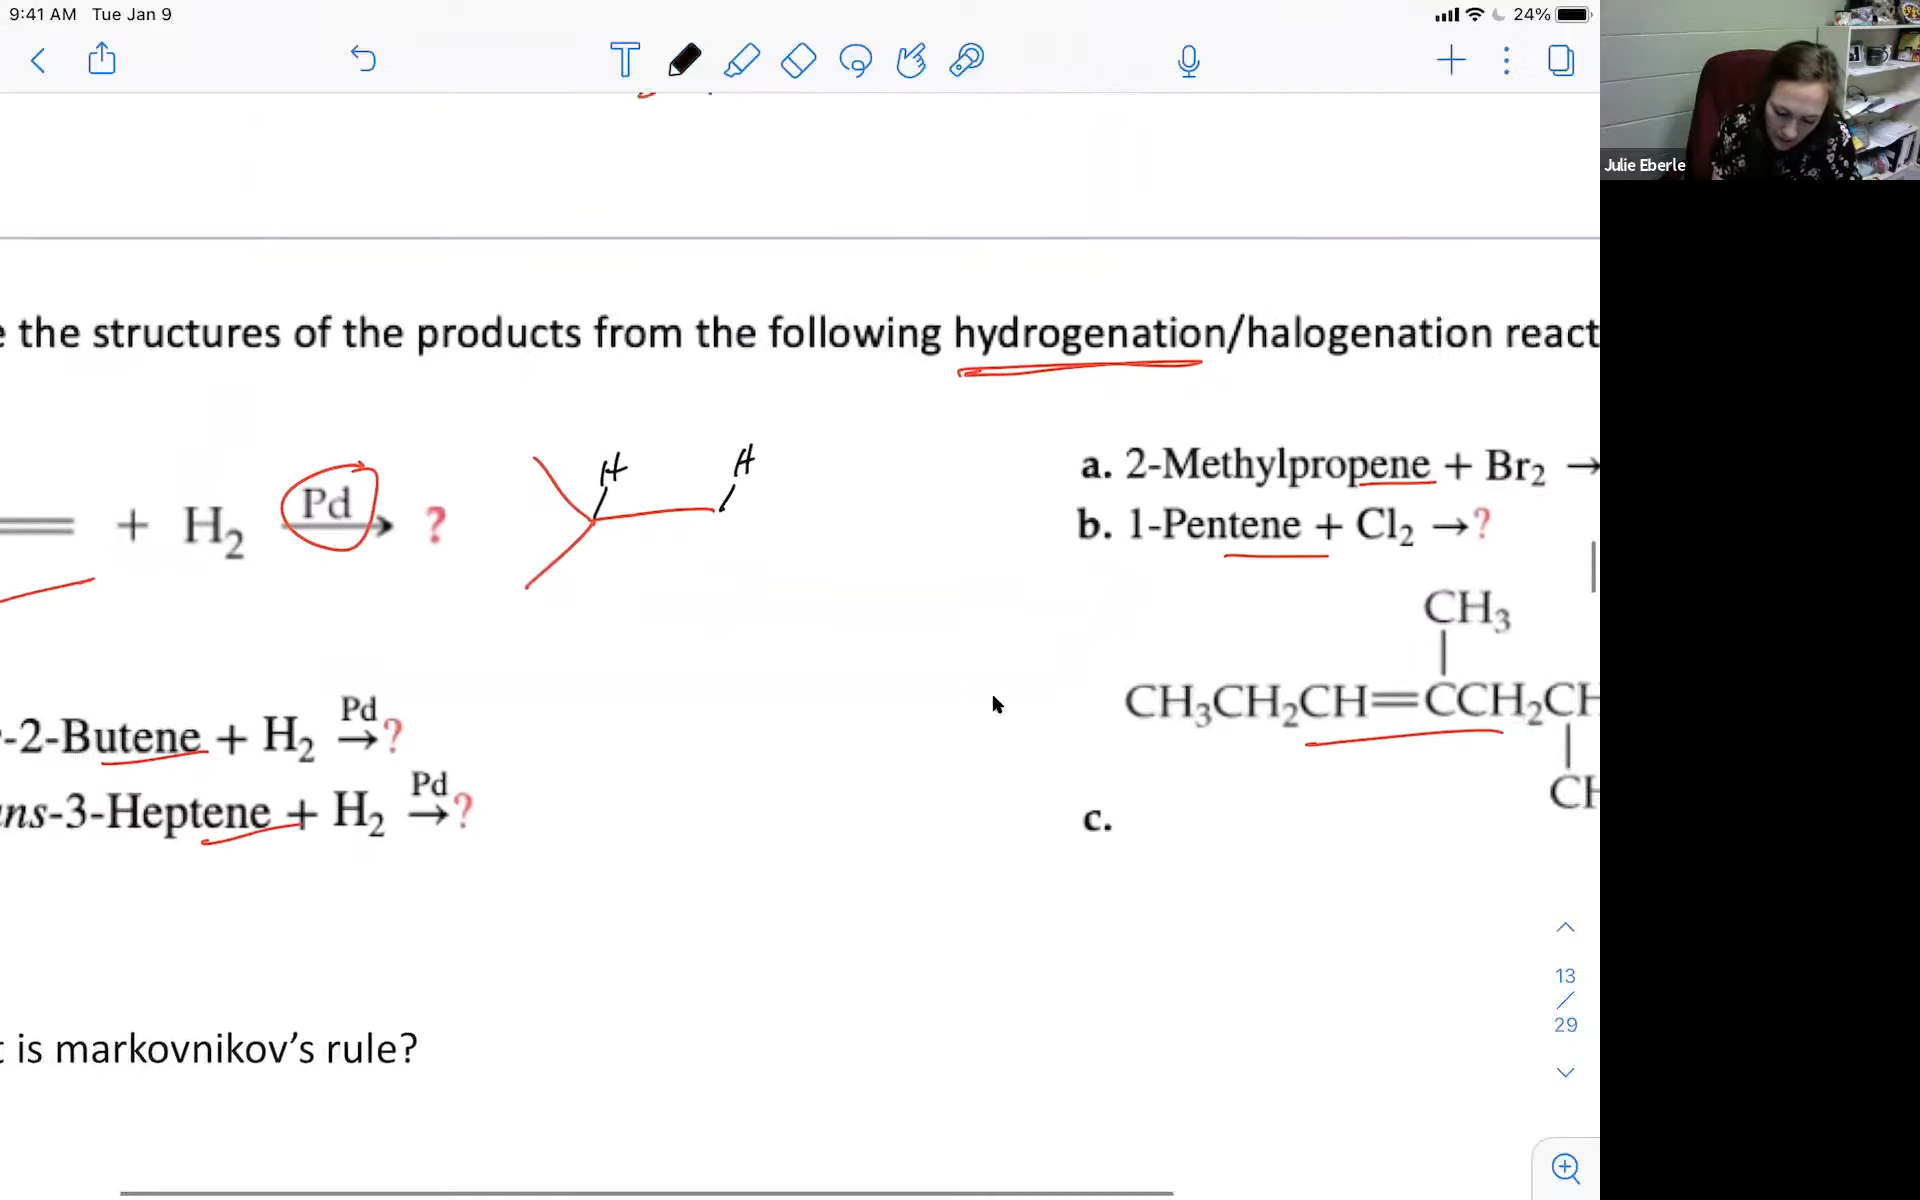 9:41 AM Tue Jan 9
24%
Julie Eberle
the structures of the products from the following hydrogenation/halogenation react
H H
+ H₂ Pd → ?
a. 2-Methylpropene + Br₂ →
b. 1-Pentene + Cl₂ →?
CH₃
CH₃CH₂CH=CCH₂CH
CH
c.
-2-Butene + H₂ Pd →?
ns-3-Heptene + H₂ Pd →?
13
/
29
is markovnikov's rule?